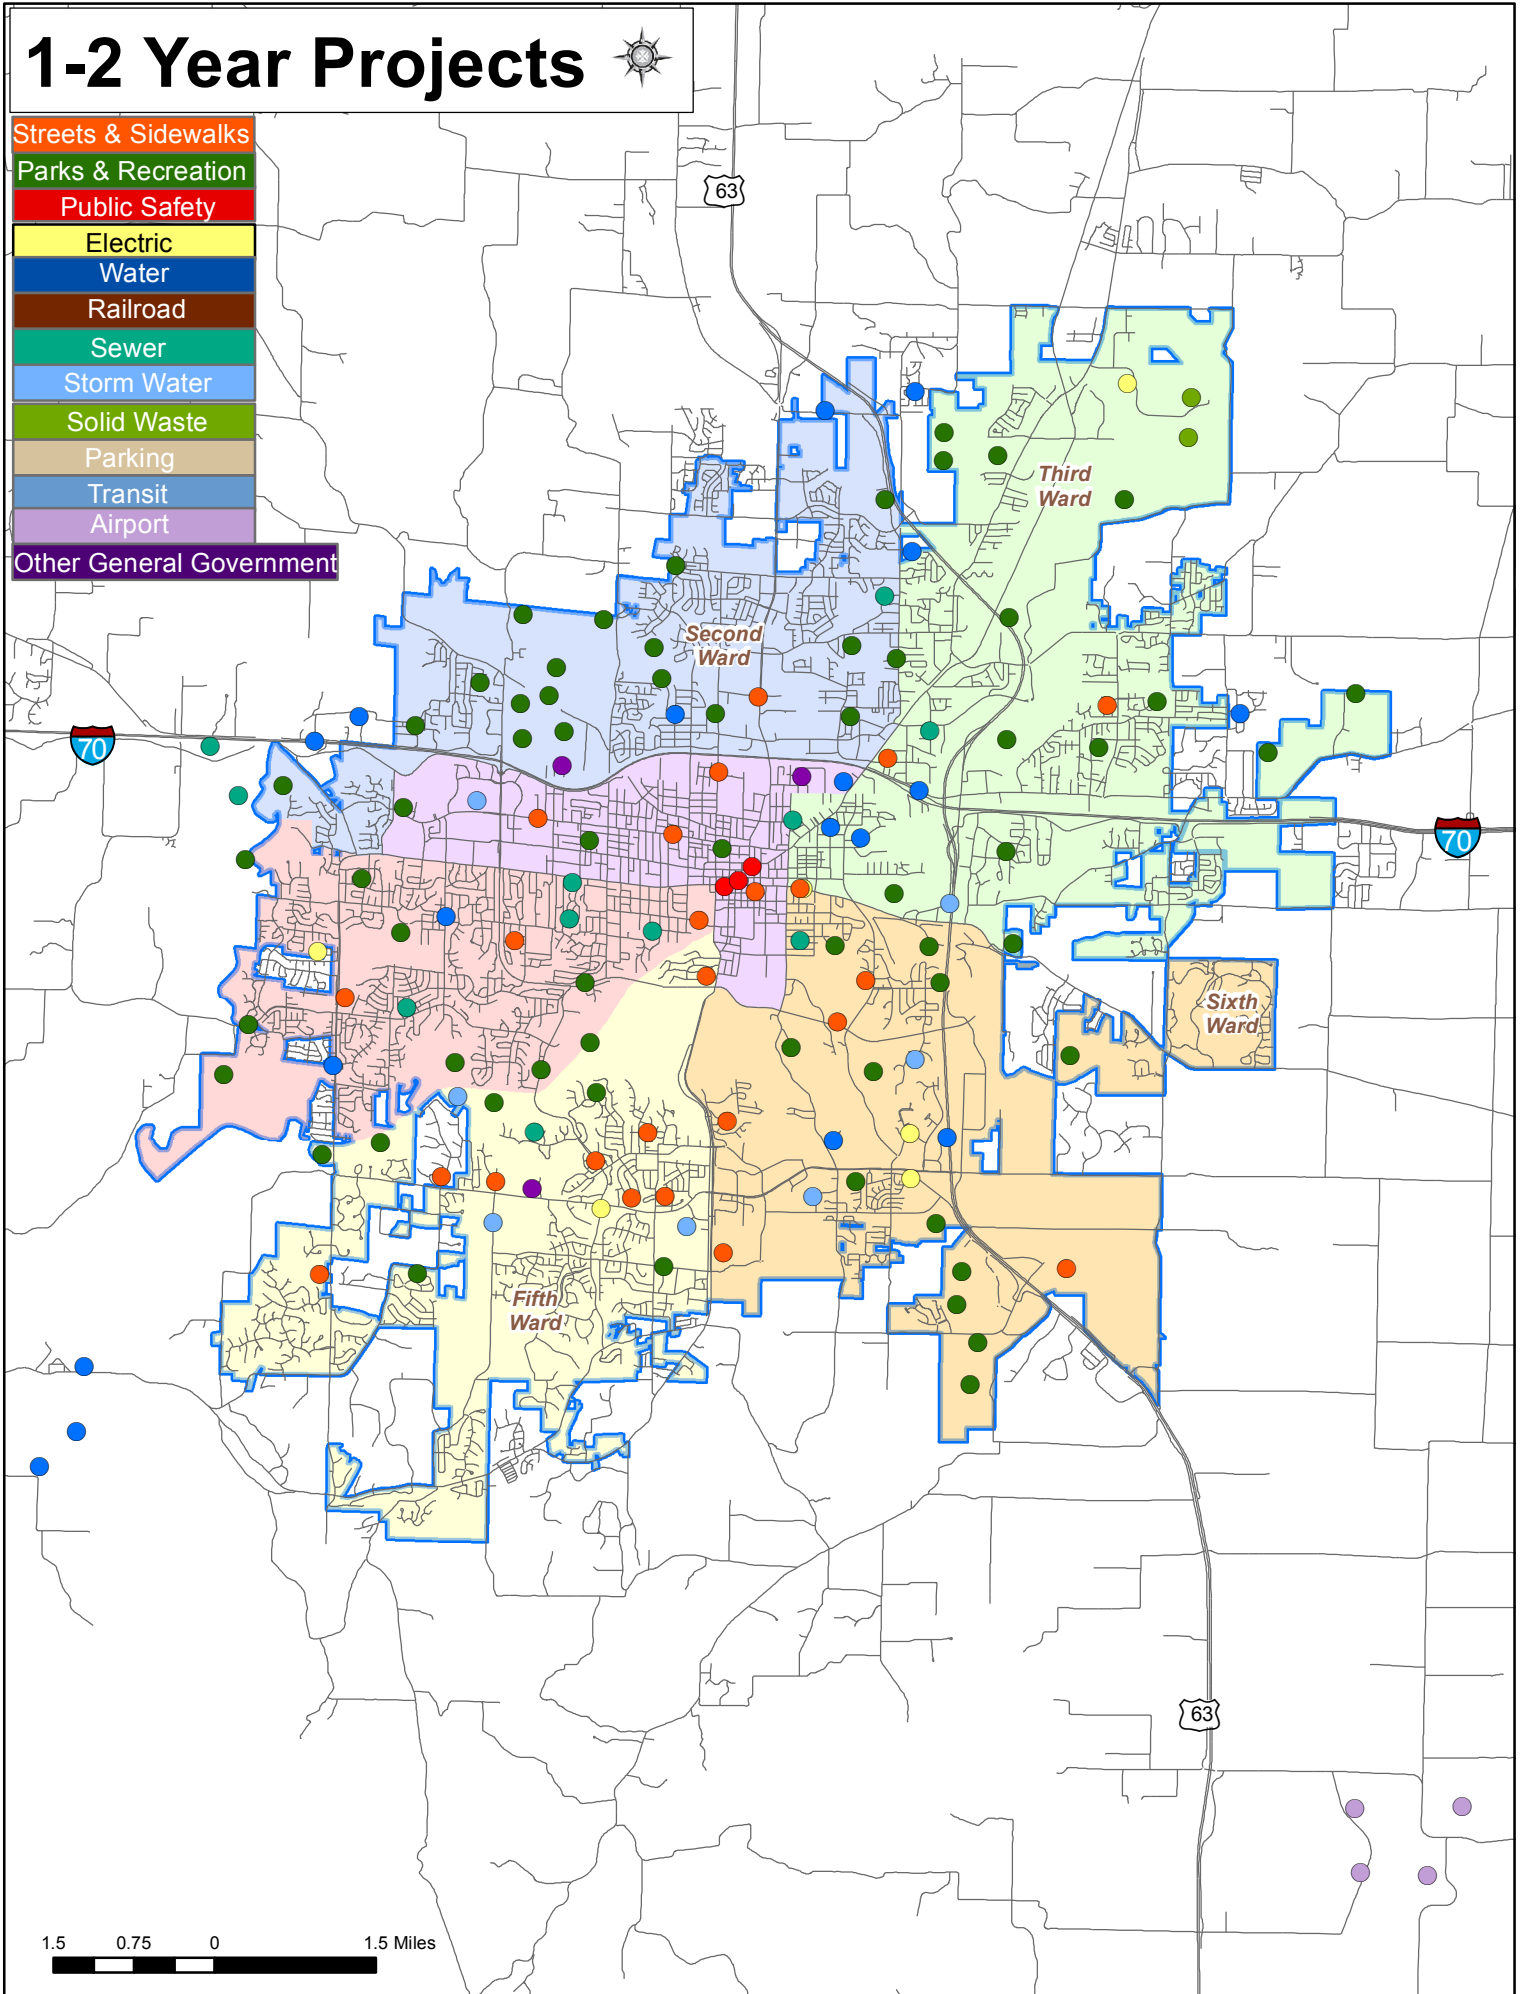 1-2 Year Projects
Streets & Sidewalks
Parks & Recreation
Public Safety
Electric
Water
Railroad
Sewer
Storm Water
Solid Waste
Parking
Transit
Airport
Other General Government
63
Third
Ward
Second
Ward
70
70
Sixth
Ward
Fifth
Ward
63
1.5 0.75 0 1.5 Miles